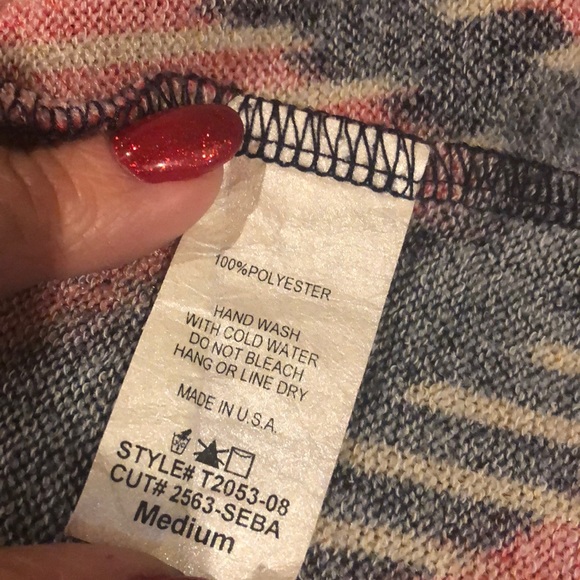 100%POLYESTER
HAND WASH
WITH COLD WATER
DO NOT BLEACH
HANG OR LINE DRY
MADE IN U.S.A.
STYLE# T2053-08
CUT# 2563-SEBA
Medium